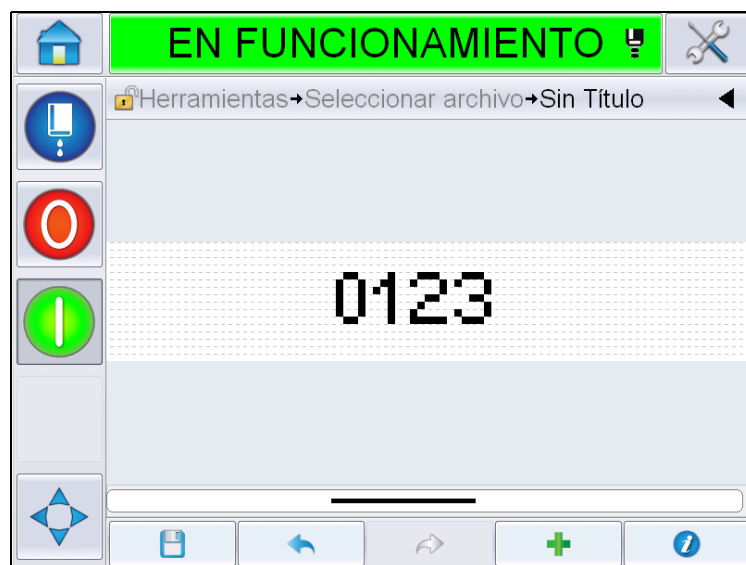 EN FUNCIONAMIENTO
Herramientas→Seleccionar archivo→Sin Título
0123